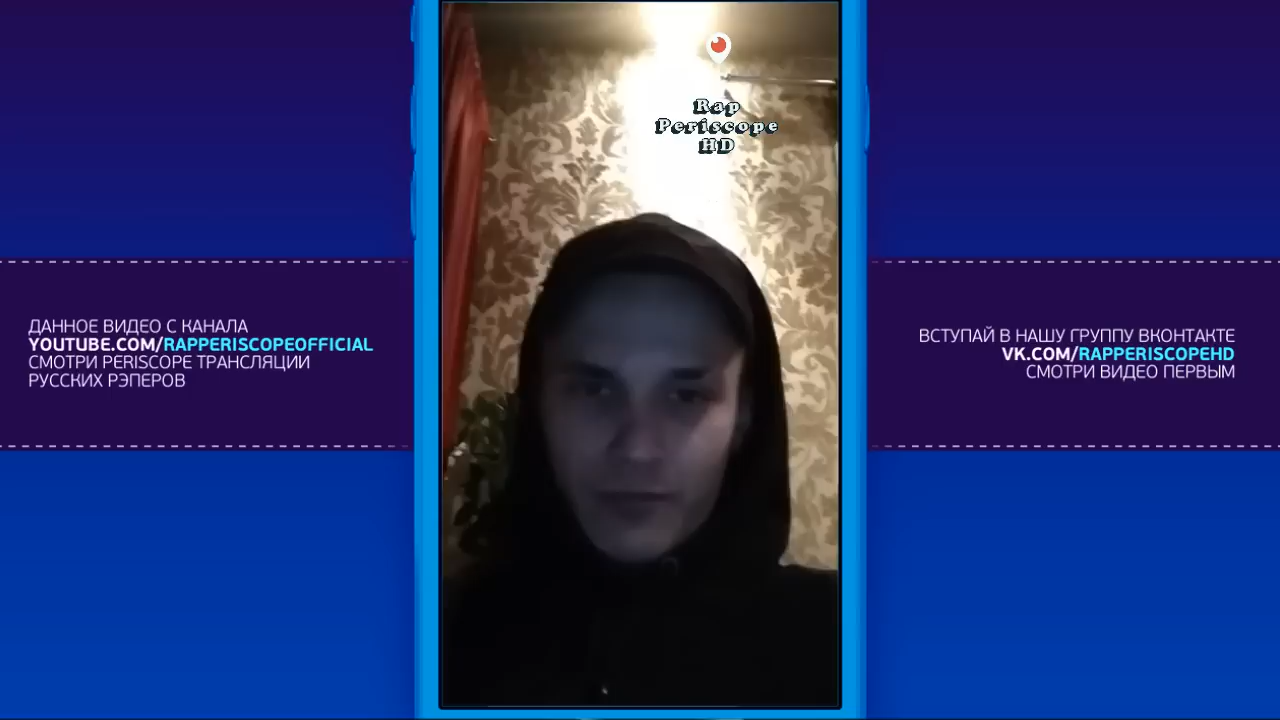 Rap
Periscope
HD
ДАННОЕ ВИДЕО С КАНАЛА
YOUTUBE.COM/RAPPERISCOPEOFFICIAL
СМОТРИ PERISCOPE ТРАНСЛЯЦИИ
РУССКИХ РЭПЕРОВ
ВСТУПАЙ В НАШУ ГРУППУ ВКОНТАКТЕ
VK.COM/RAPPERISCOPEHD
СМОТРИ ВИДЕО ПЕРВЫМ